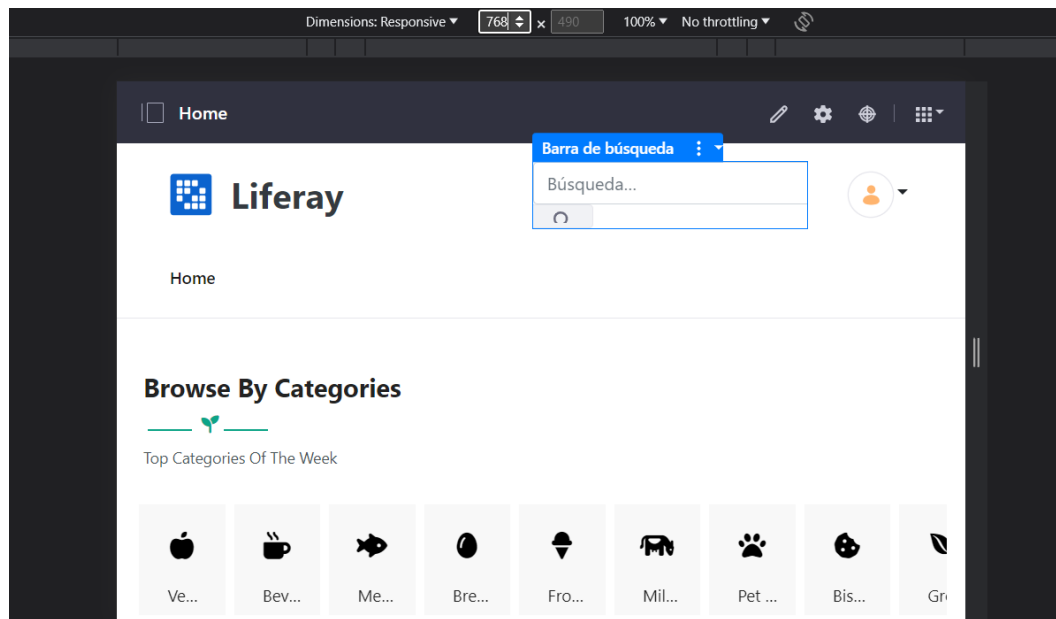 Dimensions: Responsive 768 × 490 100% No throttling
Home
Barra de búsqueda
Liferay Búsqueda...
Home
Browse By Categories
Top Categories Of The Week
Ve... Bev... Me... Bre... Fro... Mil... Pet ... Bis...